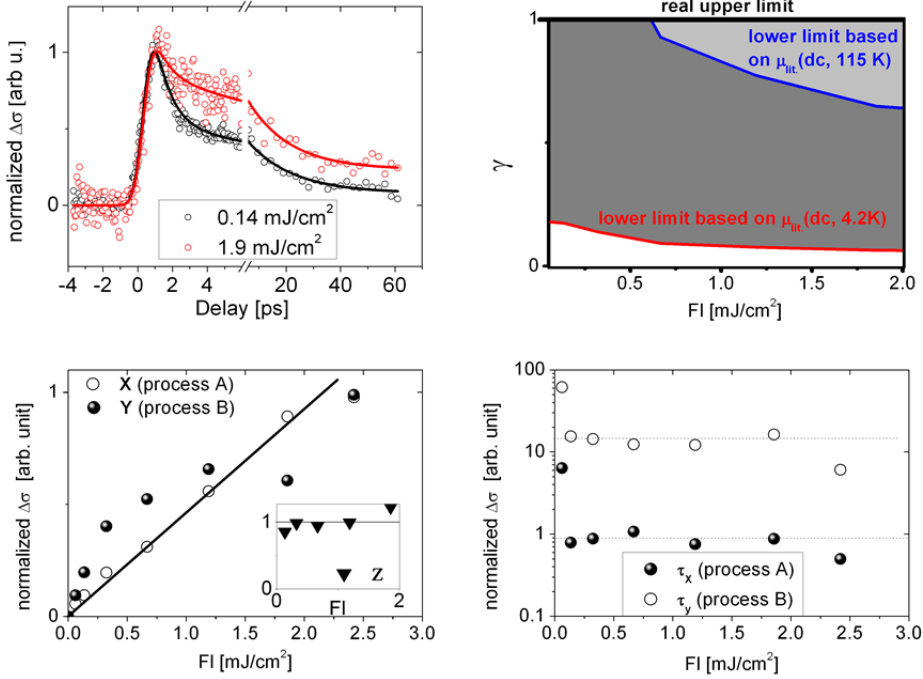 normalized Δσ [arb u.]
1
0
0.14 mJ/cm²
1.9 mJ/cm²
-4 -2 0 2 4 20 40 60
Delay [ps]
real upper limit
1
lower limit based
on μlit.(dc, 115 K)
γ
lower limit based on μlit.(dc, 4.2K)
0
0.5 1.0 1.5 2.0
FI [mJ/cm²]
normalized Δσ [arb. unit]
1
0
X (process A)
Y (process B)
1
0
Z
0 2
FI
0.0 0.5 1.0 1.5 2.0 2.5 3.0
FI [mJ/cm²]
normalized Δσ [arb. unit]
100
10
1
0.1
τx (process A)
τy (process B)
0.0 0.5 1.0 1.5 2.0 2.5 3.0
FI [mJ/cm²]